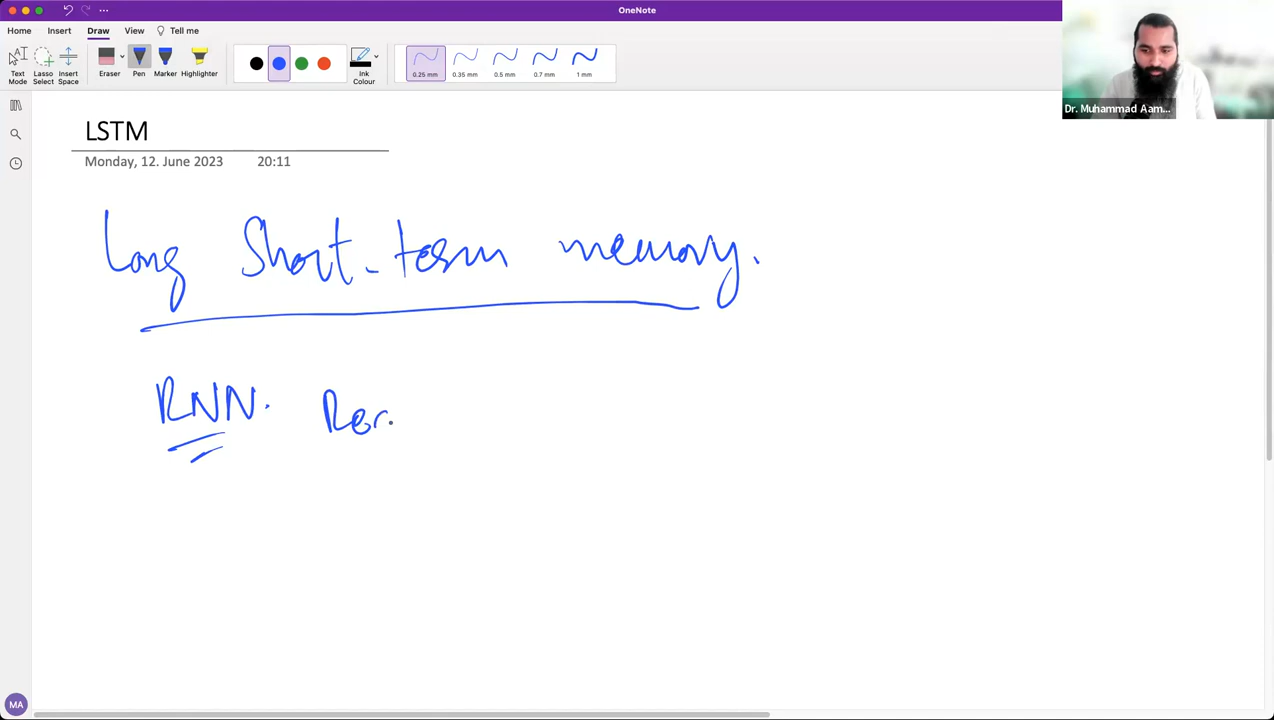 OneNote
Home Insert Draw View Tell me
Text Mode Lasso Select Insert Space Eraser Pen Marker Highlighter Ink Colour 0.25 mm 0.35 mm 0.5 mm 0.7 mm 1 mm
Dr. Muhammad Aam...
LSTM
Monday, 12. June 2023 20:11
Long Short-term memory.
RNN. Rec
MA